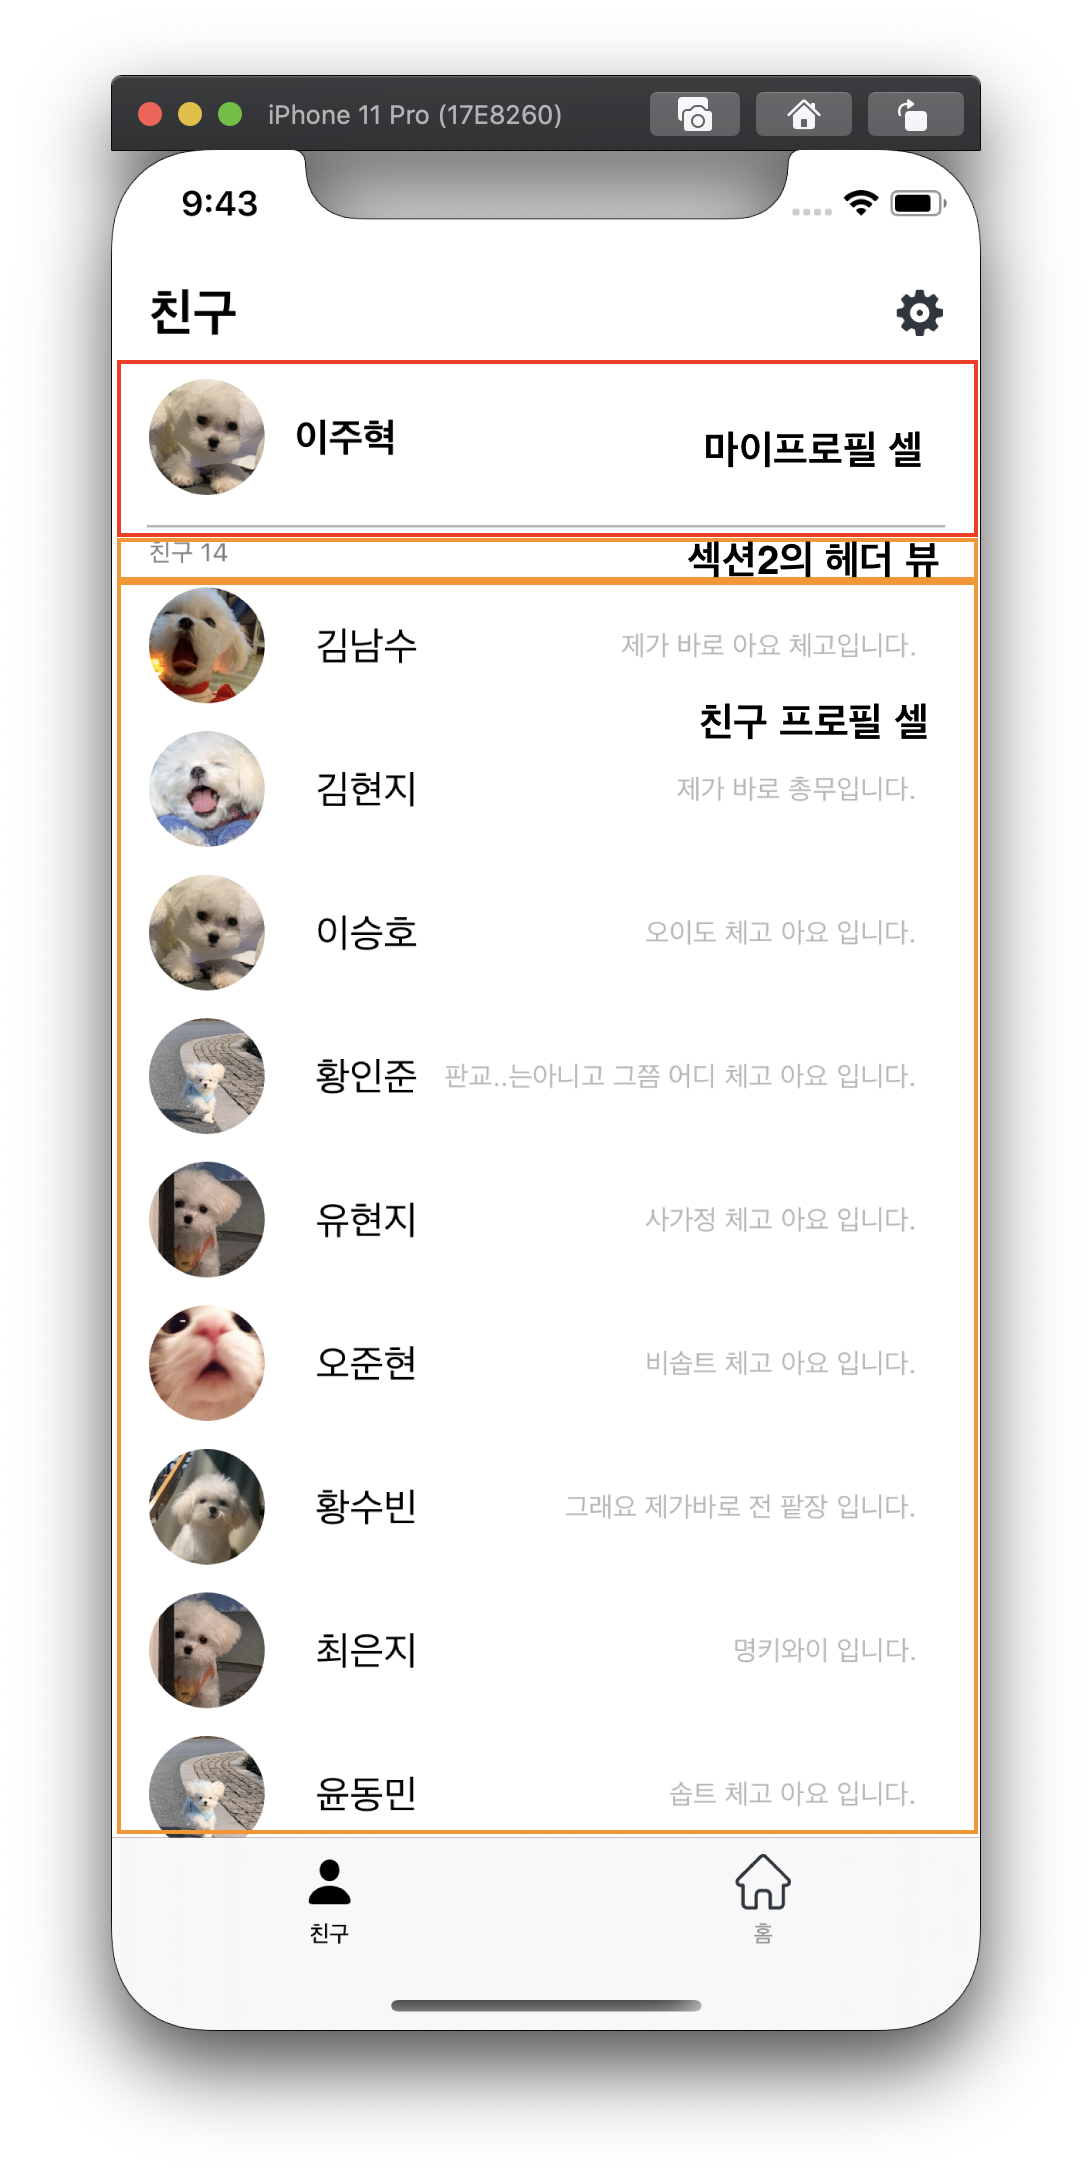 iPhone 11 Pro (17E8260)
9:43
친구
이주혁
마이프로필 셀
친구 14
섹션2의 헤더 뷰
김남수
제가 바로 아요 체고입니다.
친구 프로필 셀
김현지
제가 바로 총무입니다.
이승호
오이도 체고 아요 입니다.
황인준
판교..는아니고 그쯤 어디 체고 아요 입니다.
유현지
사가정 체고 아요 입니다.
오준현
비솝트 체고 아요 입니다.
황수빈
그래요 제가바로 전 팥장 입니다.
최은지
명키와이 입니다.
윤동민
솝트 체고 아요 입니다.
친구
홈